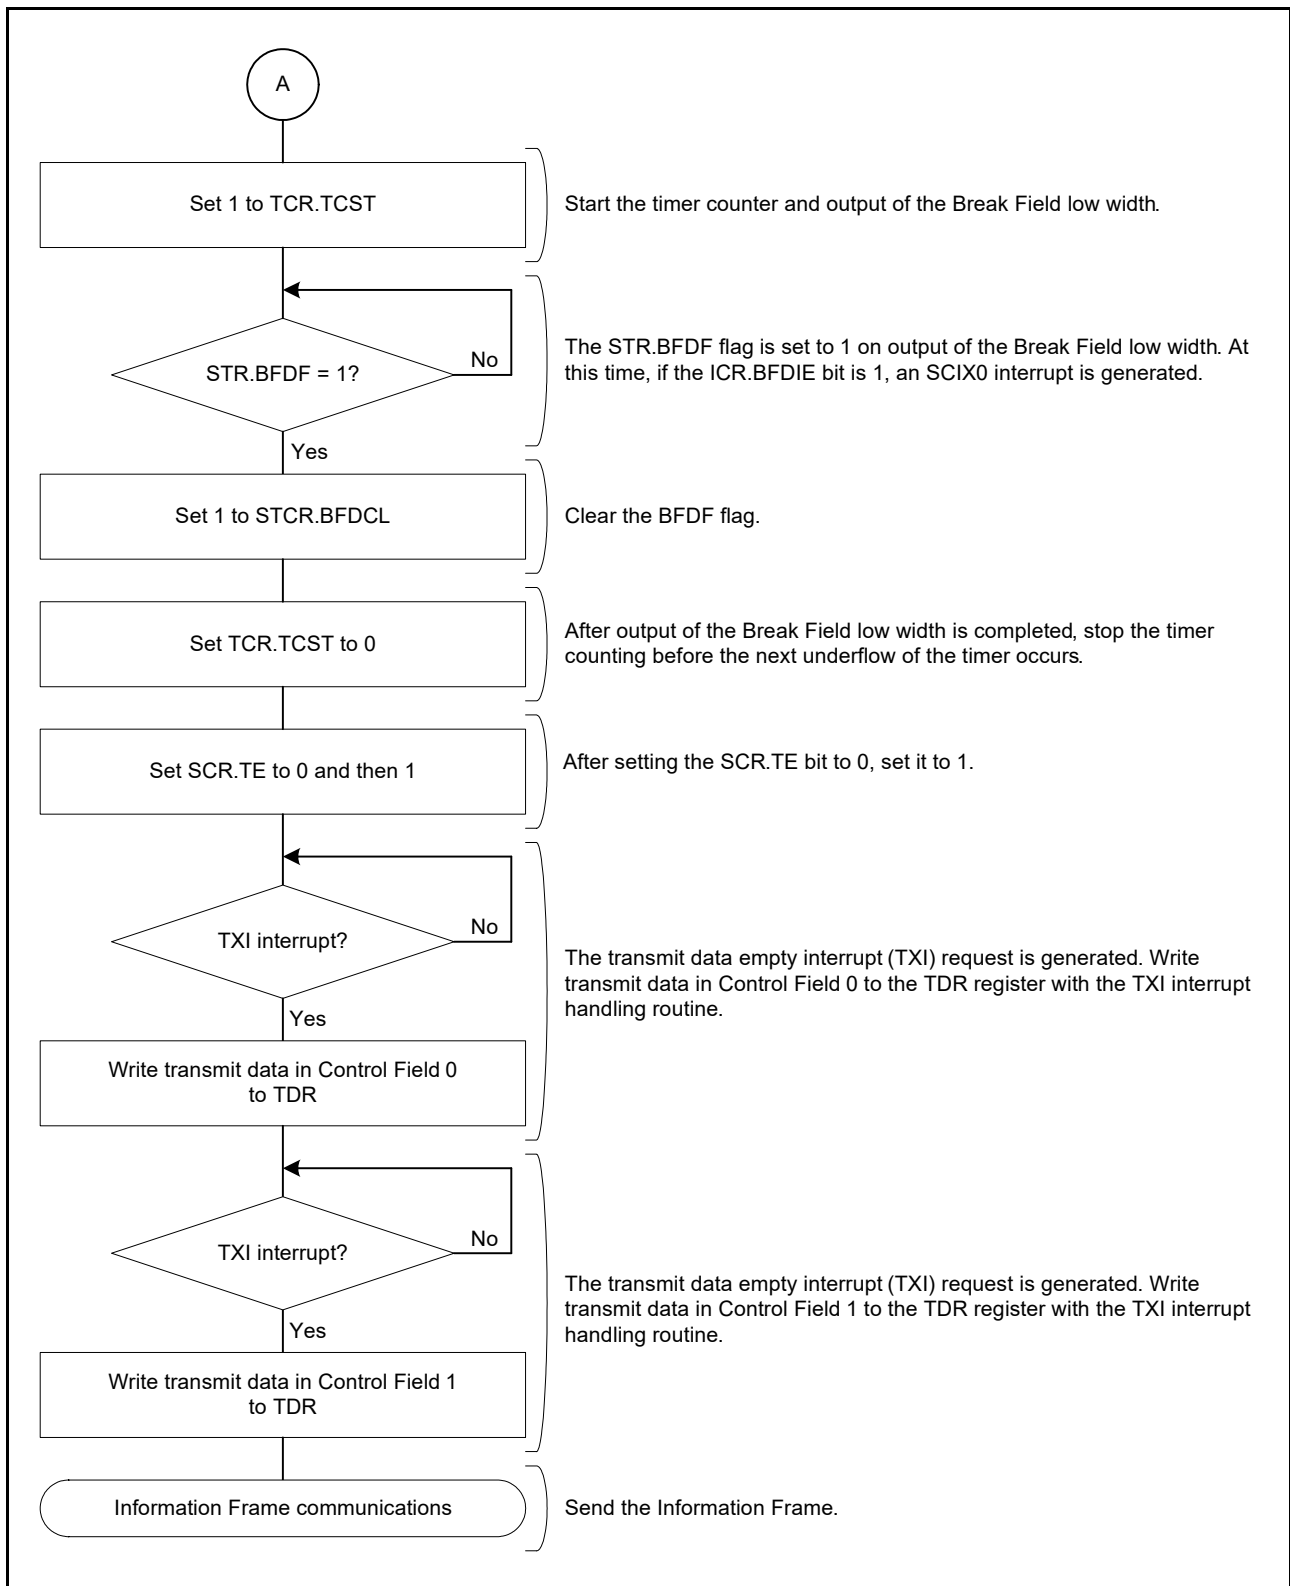 A
Set 1 to TCR.TCST
Start the timer counter and output of the Break Field low width.
STR.BFDF = 1?
No
The STR.BFDF flag is set to 1 on output of the Break Field low width. At
this time, if the ICR.BFDIE bit is 1, an SCIX0 interrupt is generated.
Yes
Set 1 to STCR.BFDCL
Clear the BFDF flag.
Set TCR.TCST to 0
After output of the Break Field low width is completed, stop the timer
counting before the next underflow of the timer occurs.
Set SCR.TE to 0 and then 1
After setting the SCR.TE bit to 0, set it to 1.
TXI interrupt?
No
The transmit data empty interrupt (TXI) request is generated. Write
transmit data in Control Field 0 to the TDR register with the TXI interrupt
handling routine.
Yes
Write transmit data in Control Field 0
to TDR
TXI interrupt?
No
The transmit data empty interrupt (TXI) request is generated. Write
transmit data in Control Field 1 to the TDR register with the TXI interrupt
handling routine.
Yes
Write transmit data in Control Field 1
to TDR
Information Frame communications
Send the Information Frame.